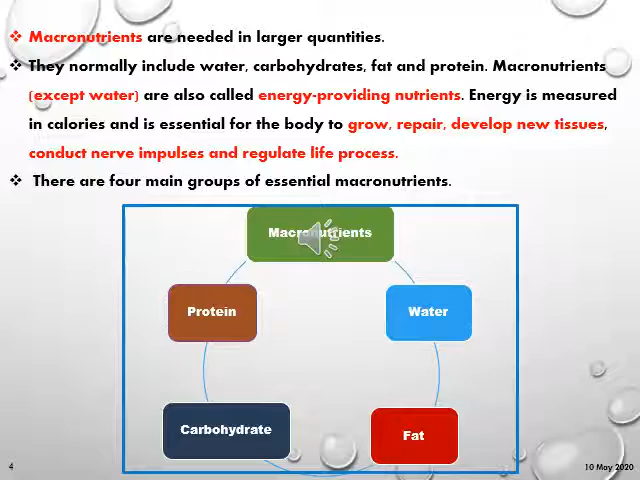 ❖ Macronutrients are needed in larger quantities.
❖ They normally include water, carbohydrates, fat and protein. Macronutrients
(except water) are also called energy-providing nutrients. Energy is measured
in calories and is essential for the body to grow, repair, develop new tissues,
conduct nerve impulses and regulate life process.
❖ There are four main groups of essential macronutrients.
Macronutrients
Protein
Water
Carbohydrate
Fat
4
10 May 2020